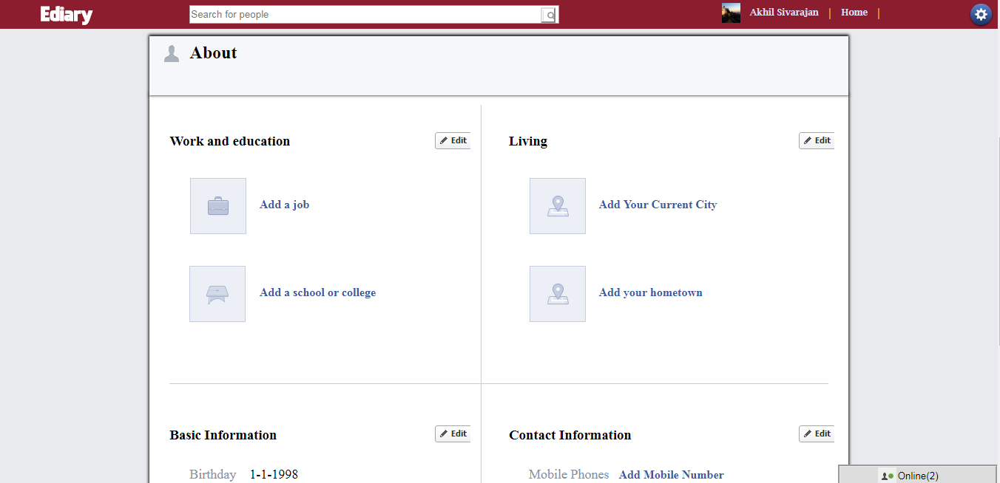 Ediary
Search for people
Akhil Sivarajan | Home |
About
Work and education
Edit
Living
Edit
Add a job
Add Your Current City
Add a school or college
Add your hometown
Basic Information
Edit
Contact Information
Edit
Birthday 1-1-1998
Mobile Phones Add Mobile Number
Online(2)